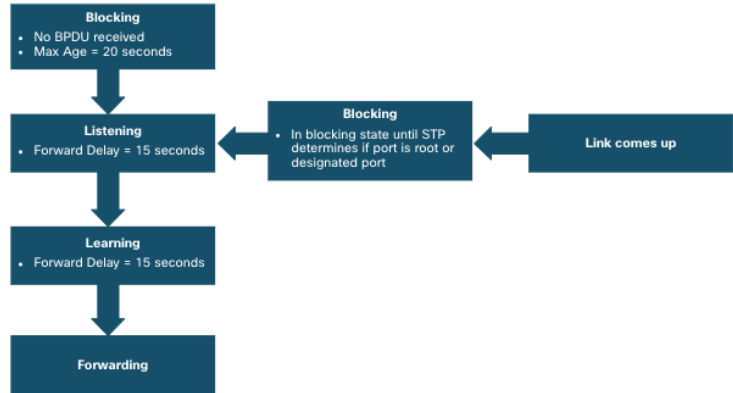 Blocking
• No BPDU received
• Max Age = 20 seconds
Listening
• Forward Delay = 15 seconds
Blocking
• In blocking state until STP
determines if port is root or
designated port
Link comes up
Learning
• Forward Delay = 15 seconds
Forwarding